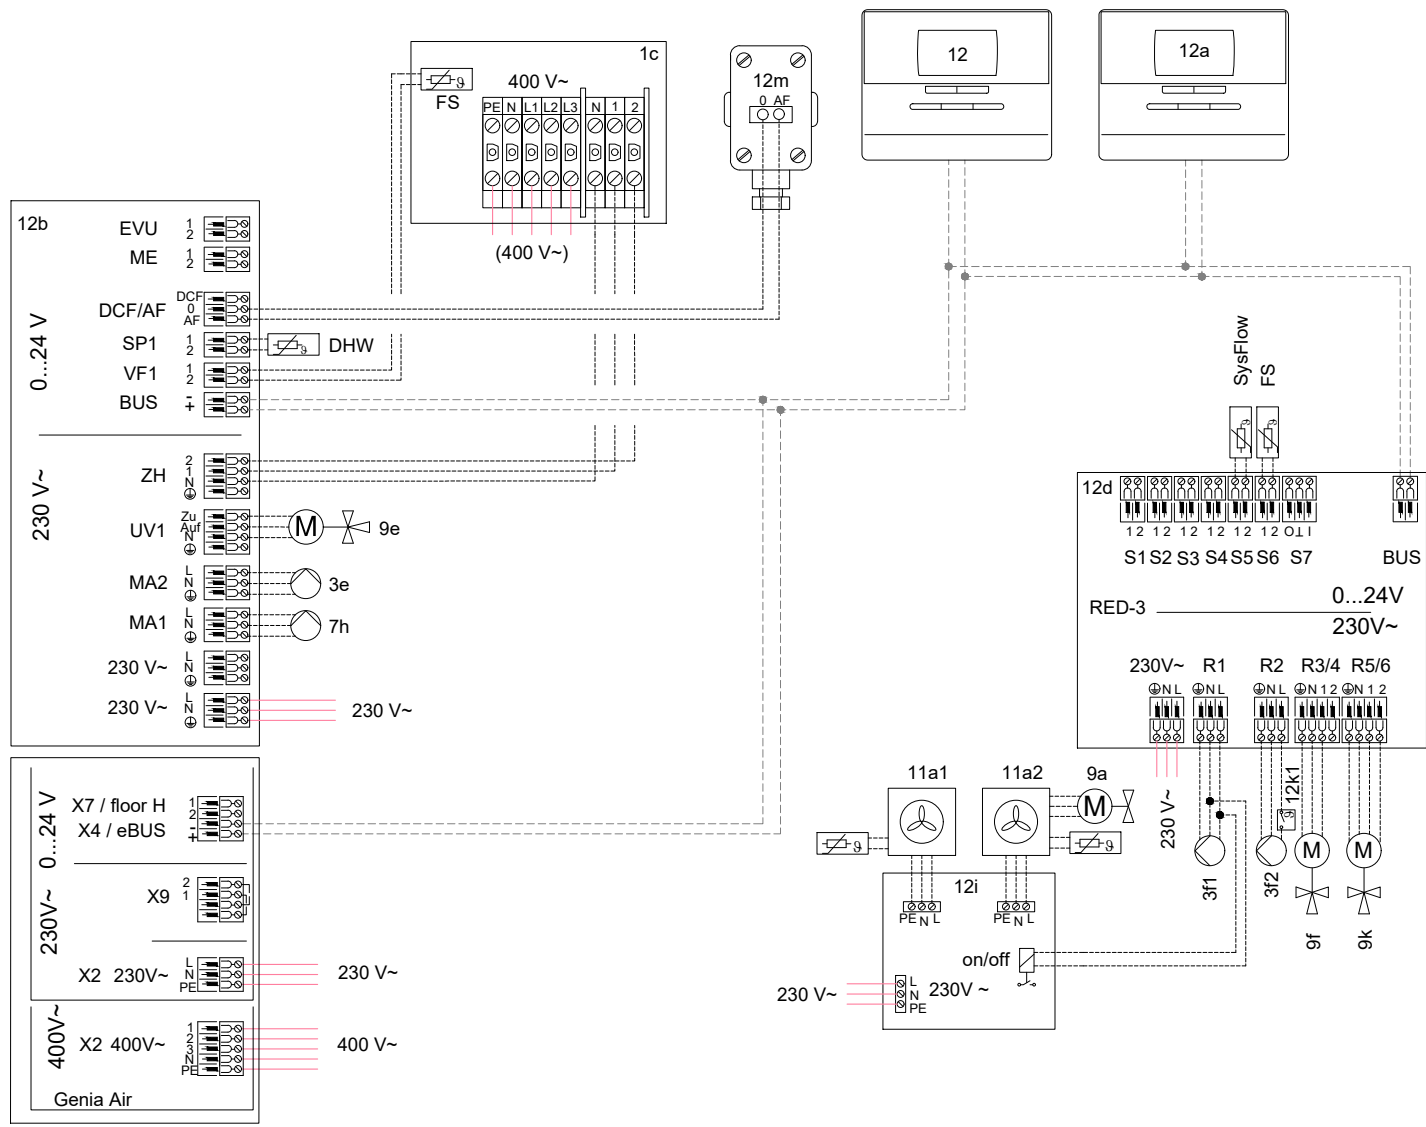 1c
FS
400 V~
PE N L1 L2 L3 N 1 2
(400 V~)
12m
0 AF
12
12a
12b
0...24 V
EVU 1 2
ME 1 2
DCF/AF DCF 0 AF
SP1 1 2
DHW
VF1 1 2
BUS - +
230 V~
ZH 2 1 N
UV1 Zu Auf N
M 9e
MA2 L N
3e
MA1 L N
7h
230 V~ L N
230 V~ L N
230 V~
0...24 V
X7 / floor H 1 2
X4 / eBUS - +
230V~
X9 2 1
X2 230V~ L N PE
230 V~
400V~
X2 400V~ 1 2 3 N PE
400 V~
Genia Air
SysFlow
FS
12d
1 2 1 2 1 2 1 2 1 2 1 2 O T I
S1 S2 S3 S4 S5 S6 S7 BUS
RED-3
0...24V
230V~
230V~ R1 R2 R3/4 R5/6
N L N L N L N 1 2 N 1 2
230 V~
3f1
3f2
12k1
M
9f
M
9k
11a1
11a2
9a
M
ϑ
ϑ
12i
PE N L
PE N L
on/off
230 V~
L
N
PE
230V ~